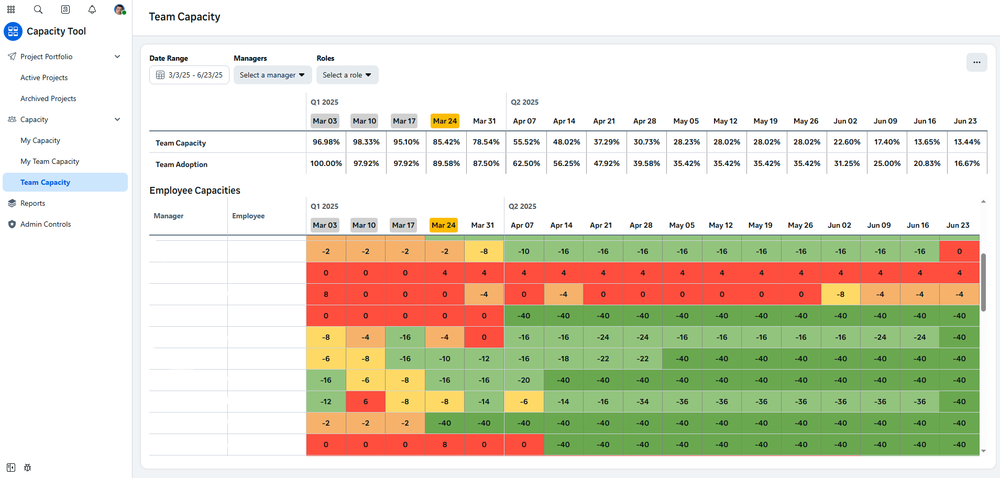 28
Capacity Tool
Project Portfolio
Active Projects
Archived Projects
Capacity
My Capacity
My Team Capacity
Team Capacity
Reports
Admin Controls
Team Capacity
Date Range Managers Roles
3/3/25 - 6/23/25 Select a manager Select a role
Q1 2025 Q2 2025
Mar 03 Mar 10 Mar 17 Mar 24 Mar 31 Apr 07 Apr 14 Apr 21 Apr 28 May 05 May 12 May 19 May 26 Jun 02 Jun 09 Jun 16 Jun 23
Team Capacity 96.98% 98.33% 95.10% 85.42% 78.54% 55.52% 48.02% 37.29% 30.73% 28.23% 28.02% 28.02% 28.02% 22.60% 17.40% 13.65% 13.44%
Team Adoption 100.00% 97.92% 97.92% 89.58% 87.50% 62.50% 56.25% 47.92% 39.58% 35.42% 35.42% 35.42% 35.42% 31.25% 25.00% 20.83% 16.67%
Employee Capacities
Q1 2025 Q2 2025
Manager Employee
Mar 03 Mar 10 Mar 17 Mar 24 Mar 31 Apr 07 Apr 14 Apr 21 Apr 28 May 05 May 12 May 19 May 26 Jun 02 Jun 09 Jun 16 Jun 23
-2 -2 -2 -2 -8 -10 -16 -16 -16 -16 -16 -16 -16 -16 -16 -16 0
0 0 0 4 4 4 4 4 4 4 4 4 4 4 4 4 4
8 0 0 0 -4 0 -4 0 0 0 0 0 0 -8 -4 -4 -4
0 0 0 0 0 -40 -40 -40 -40 -40 -40 -40 -40 -40 -40 -40 -40
-8 -4 -16 -4 0 -16 -16 -24 -24 -16 -16 -16 -16 -16 -24 -24 -40
-6 -8 -16 -10 -12 -16 -18 -22 -22 -40 -40 -40 -40 -40 -40 -40 -40
-16 -6 -8 -16 -16 -20 -40 -40 -40 -40 -40 -40 -40 -40 -40 -40 -40
-12 6 -8 -8 -14 -6 -14 -16 -34 -36 -36 -36 -36 -36 -36 -36 -40
-2 -2 -2 -40 -40 -40 -40 -40 -40 -40 -40 -40 -40 -40 -40 -40 -40
0 0 0 8 0 0 -40 -40 -40 -40 -40 -40 -40 -40 -40 -40 -40